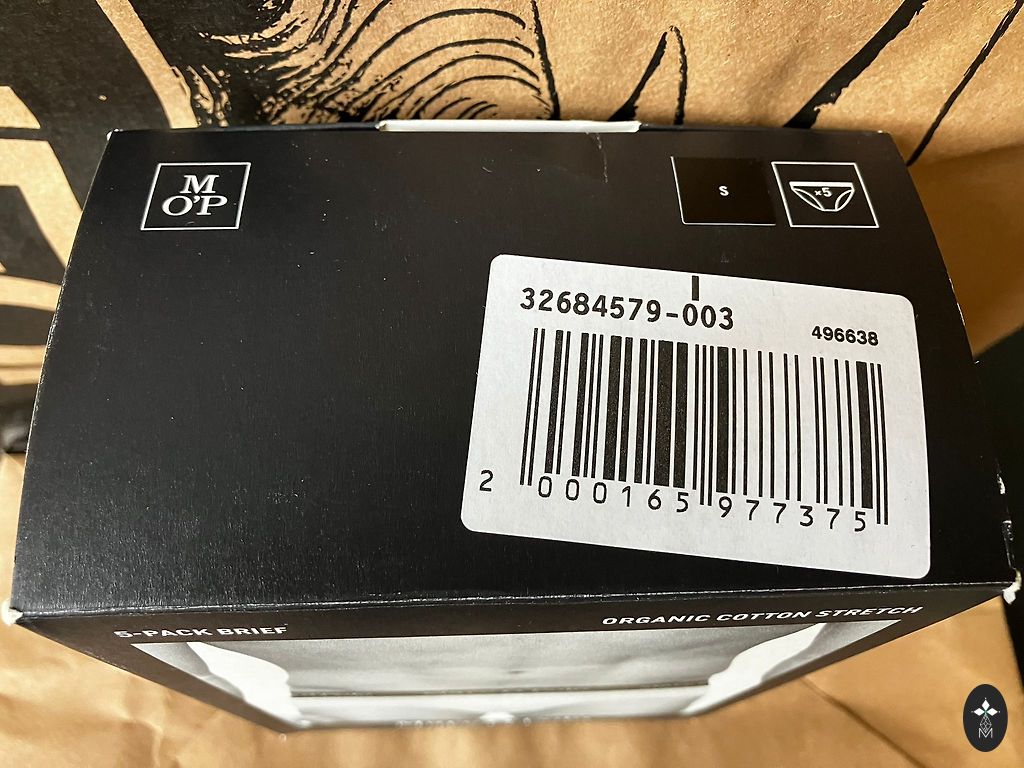 M
O'P
S
×5
32684579-003
496638
2 000165 977375
5-PACK BRIEF
ORGANIC COTTON STRETCH